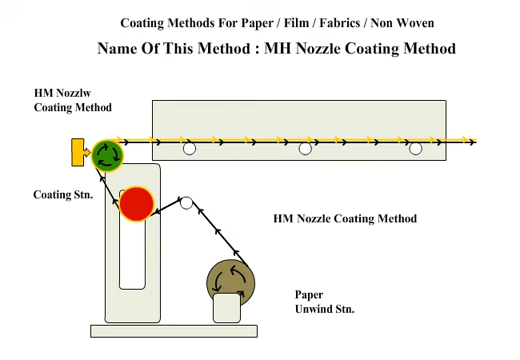 Coating Methods For Paper / Film / Fabrics / Non Woven
Name Of This Method : MH Nozzle Coating Method
HM Nozzlw
Coating Method
Coating Stn.
HM Nozzle Coating Method
Paper
Unwind Stn.